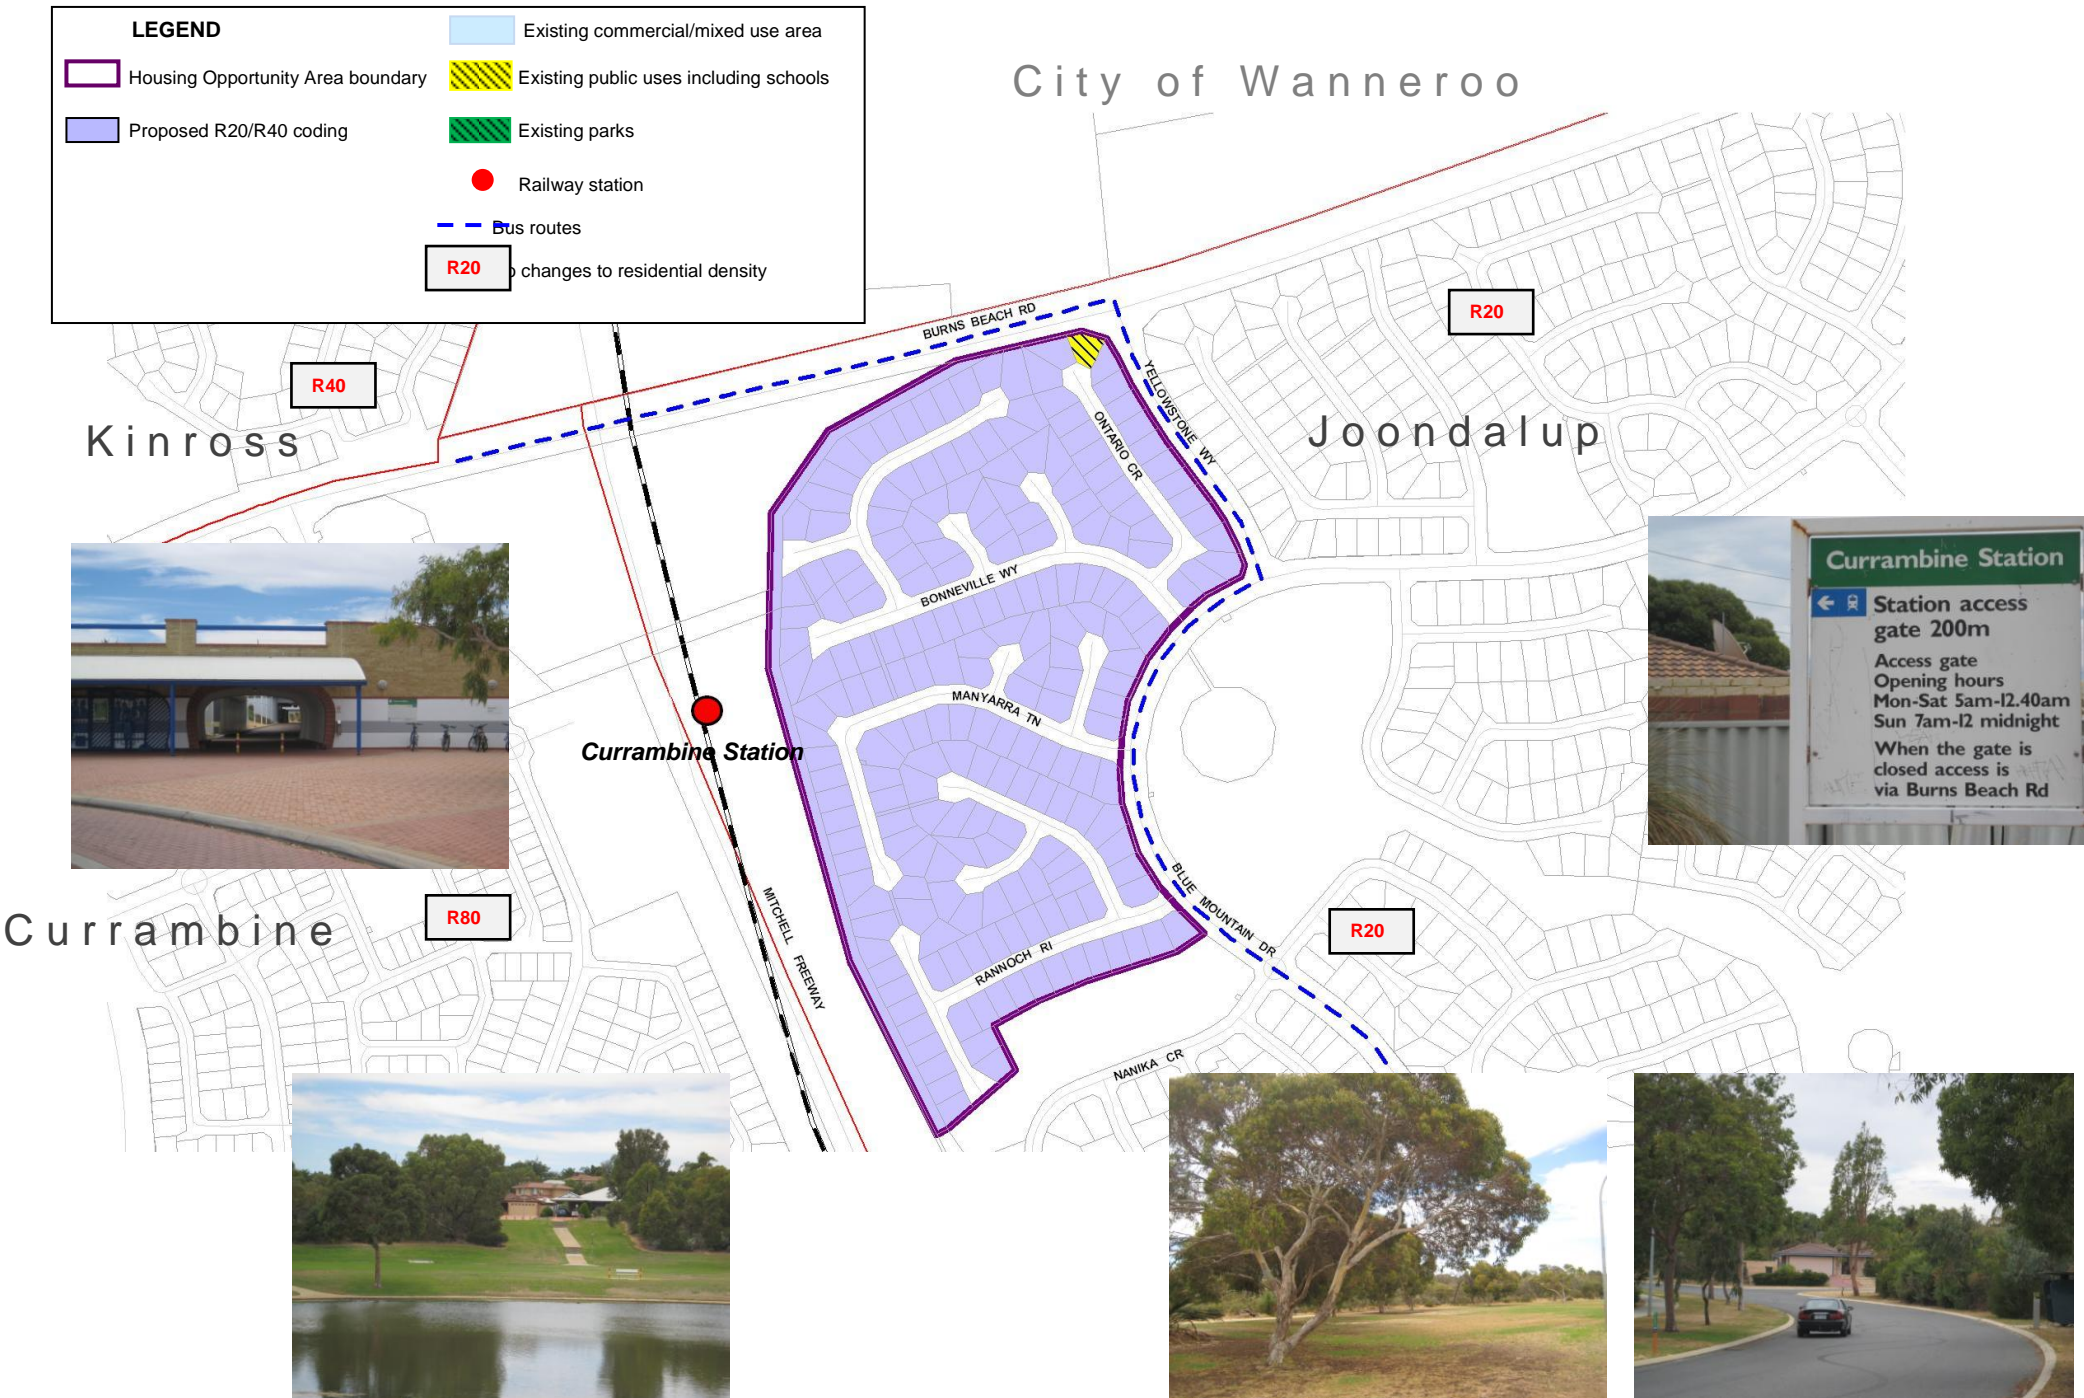 LEGEND
Existing commercial/mixed use area
Housing Opportunity Area boundary
Existing public uses including schools
Proposed R20/R40 coding
Existing parks
Railway station
Bus routes
R20
changes to residential density
City of Wanneroo
R20
BURNS BEACH RD
R40
YELLOWSTONE WY
Kinross
ONTARIO CR
Joondalup
Currambine Station
Station access
gate 200m
Access gate
Opening hours
Mon-Sat 5am-12.40am
Sun 7am-12 midnight
When the gate is
closed access is
via Burns Beach Rd
BONNEVILLE WY
MANYARRA TN
Currambine Station
BLUE MOUNTAIN DR
MITCHELL FREEWAY
Currambine
R80
R20
RANNOCH RI
NANIKA CR